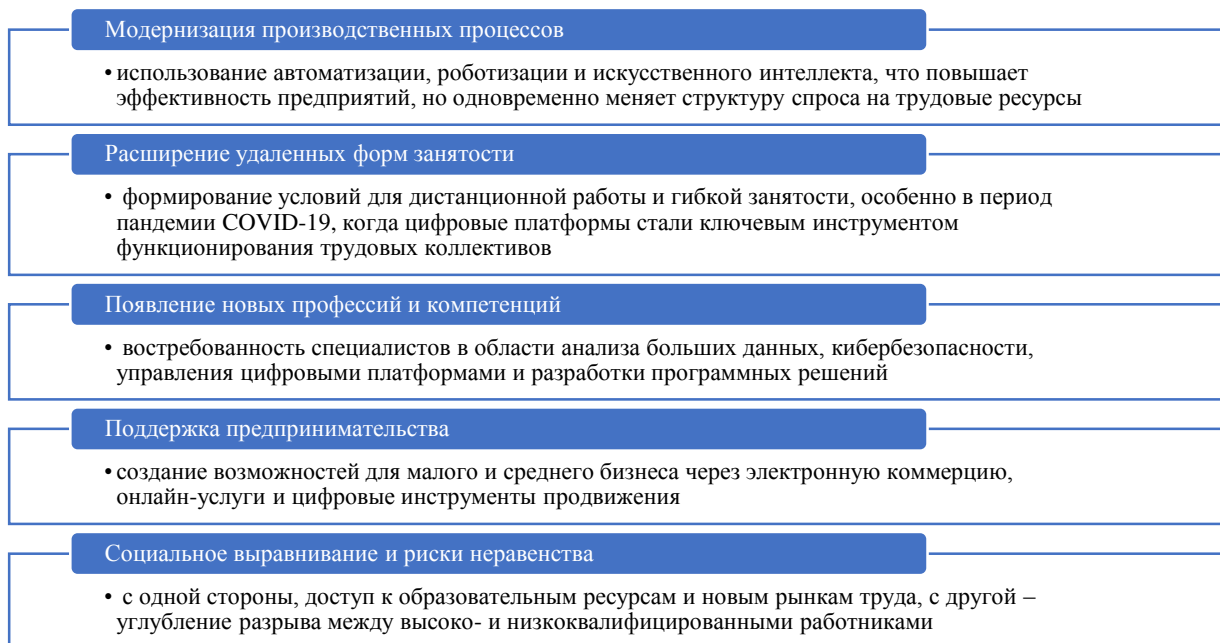 Модернизация производственных процессов
• использование автоматизации, роботизации и искусственного интеллекта, что повышает
эффективность предприятий, но одновременно меняет структуру спроса на трудовые ресурсы
Расширение удаленных форм занятости
• формирование условий для дистанционной работы и гибкой занятости, особенно в период
пандемии COVID-19, когда цифровые платформы стали ключевым инструментом
функционирования трудовых коллективов
Появление новых профессий и компетенций
• востребованность специалистов в области анализа больших данных, кибербезопасности,
управления цифровыми платформами и разработки программных решений
Поддержка предпринимательства
• создание возможностей для малого и среднего бизнеса через электронную коммерцию,
онлайн-услуги и цифровые инструменты продвижения
Социальное выравнивание и риски неравенства
• с одной стороны, доступ к образовательным ресурсам и новым рынкам труда, с другой –
углубление разрыва между высоко- и низкоквалифицированными работниками